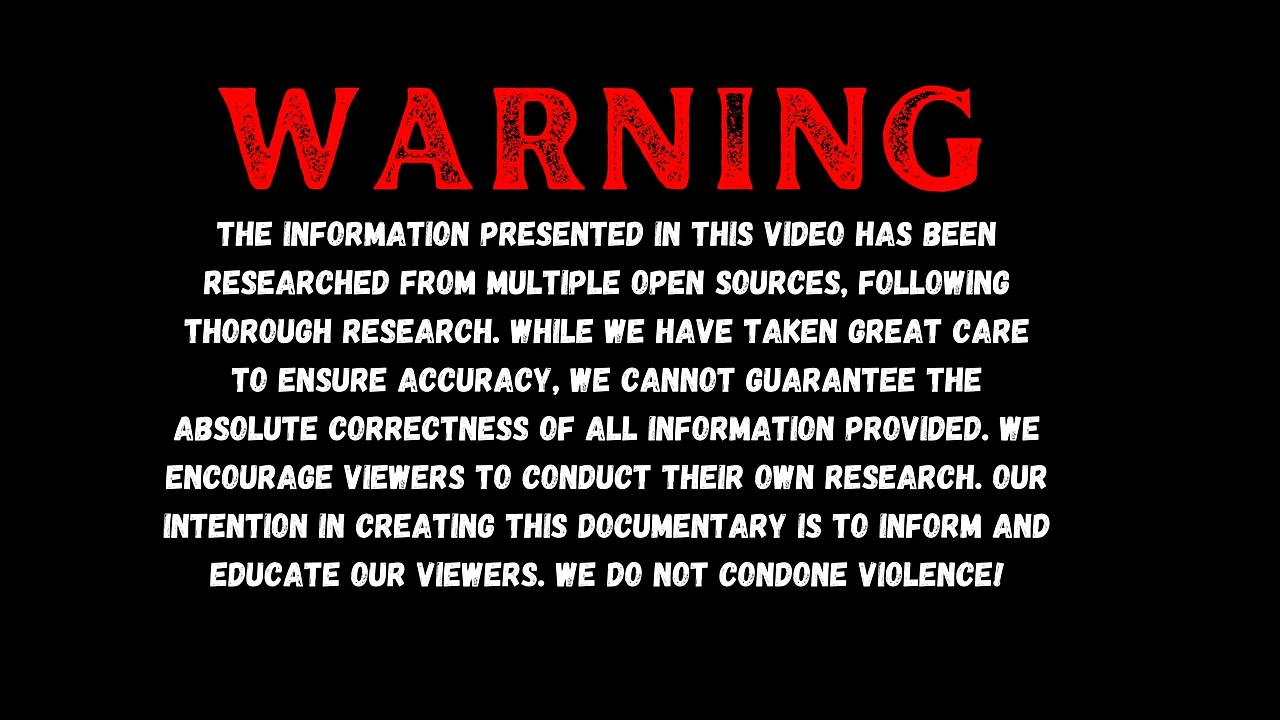 WARNING
THE INFORMATION PRESENTED IN THIS VIDEO HAS BEEN
RESEARCHED FROM MULTIPLE OPEN SOURCES, FOLLOWING
THOROUGH RESEARCH. WHILE WE HAVE TAKEN GREAT CARE
TO ENSURE ACCURACY, WE CANNOT GUARANTEE THE
ABSOLUTE CORRECTNESS OF ALL INFORMATION PROVIDED. WE
ENCOURAGE VIEWERS TO CONDUCT THEIR OWN RESEARCH. OUR
INTENTION IN CREATING THIS DOCUMENTARY IS TO INFORM AND
EDUCATE OUR VIEWERS. WE DO NOT CONDONE VIOLENCE!